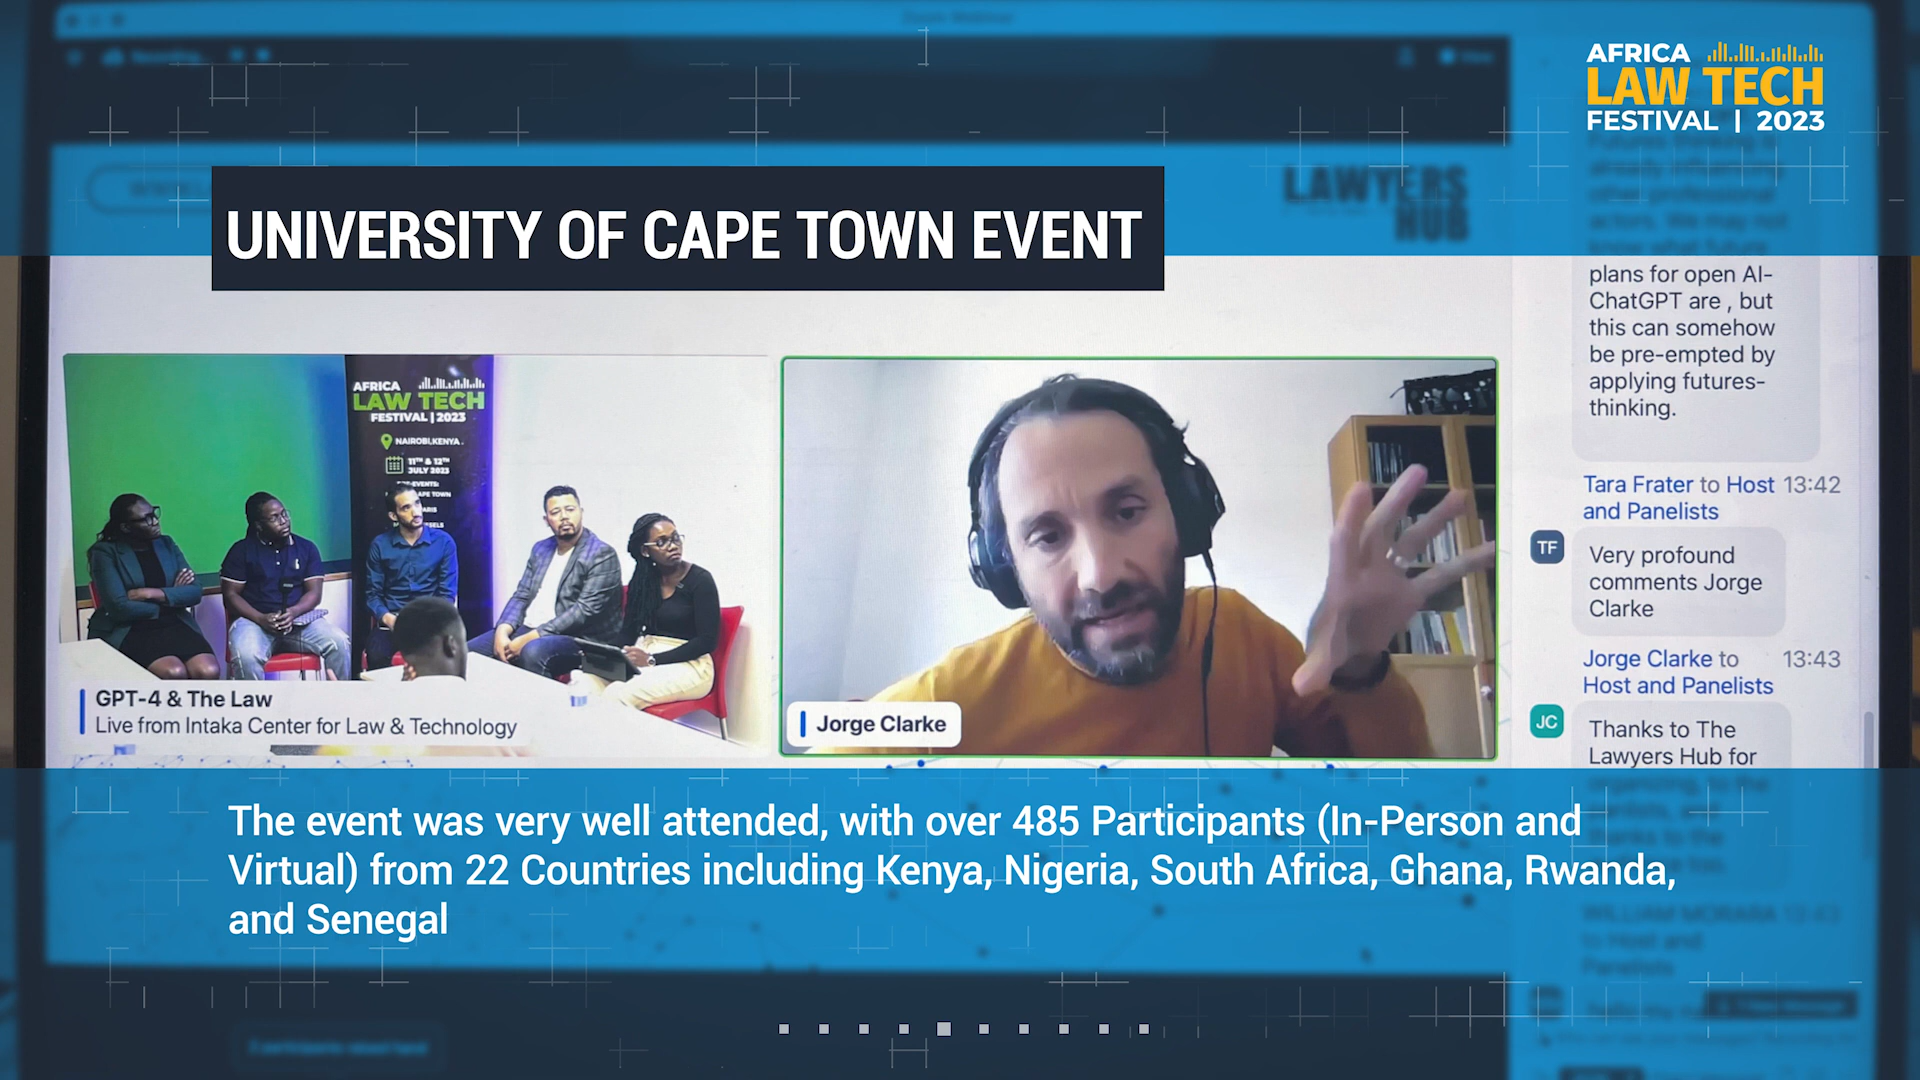 AFRICA
LAW TECH
FESTIVAL | 2023
UNIVERSITY OF CAPE TOWN EVENT
LAWYERS
HUB
plans for open AI-
ChatGPT are , but
this can somehow
be pre-empted by
applying futures-
thinking.
AFRICA
LAW TECH
FESTIVAL | 2023
NAIROBI, KENYA.
11TH & 12TH
JULY 2023
Tara Frater to Host 13:42
and Panelists
TF
Very profound
comments Jorge
Clarke
Jorge Clarke to 13:43
Host and Panelists
JC
Thanks to The
Lawyers Hub for
GPT-4 & The Law
Live from Intaka Center for Law & Technology
Jorge Clarke
The event was very well attended, with over 485 Participants (In-Person and
Virtual) from 22 Countries including Kenya, Nigeria, South Africa, Ghana, Rwanda,
and Senegal